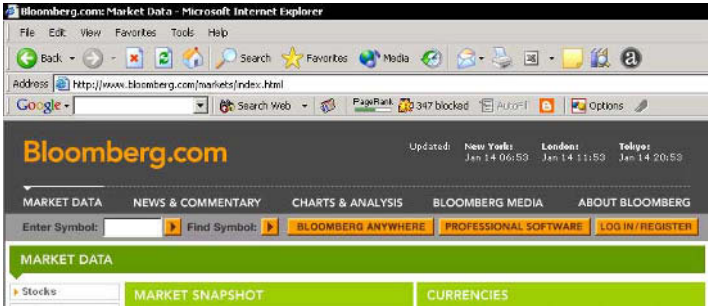 Bloomberg.com: Market Data - Microsoft Internet Explorer
File Edit View Favorites Tools Help
Back Search Favorites Media
Address http://www.bloomberg.com/markets/index.html
Google Search Web PageRank 347 blocked AutoFill Options
Bloomberg.com
Updated: New York: London: Tokyo:
Jan 14 06:53 Jan 14 11:53 Jan 14 20:53
MARKET DATA NEWS & COMMENTARY CHARTS & ANALYSIS BLOOMBERG MEDIA ABOUT BLOOMBERG
Enter Symbol: Find Symbol: BLOOMBERG ANYWHERE PROFESSIONAL SOFTWARE LOG IN/REGISTER
MARKET DATA
Stocks MARKET SNAPSHOT CURRENCIES